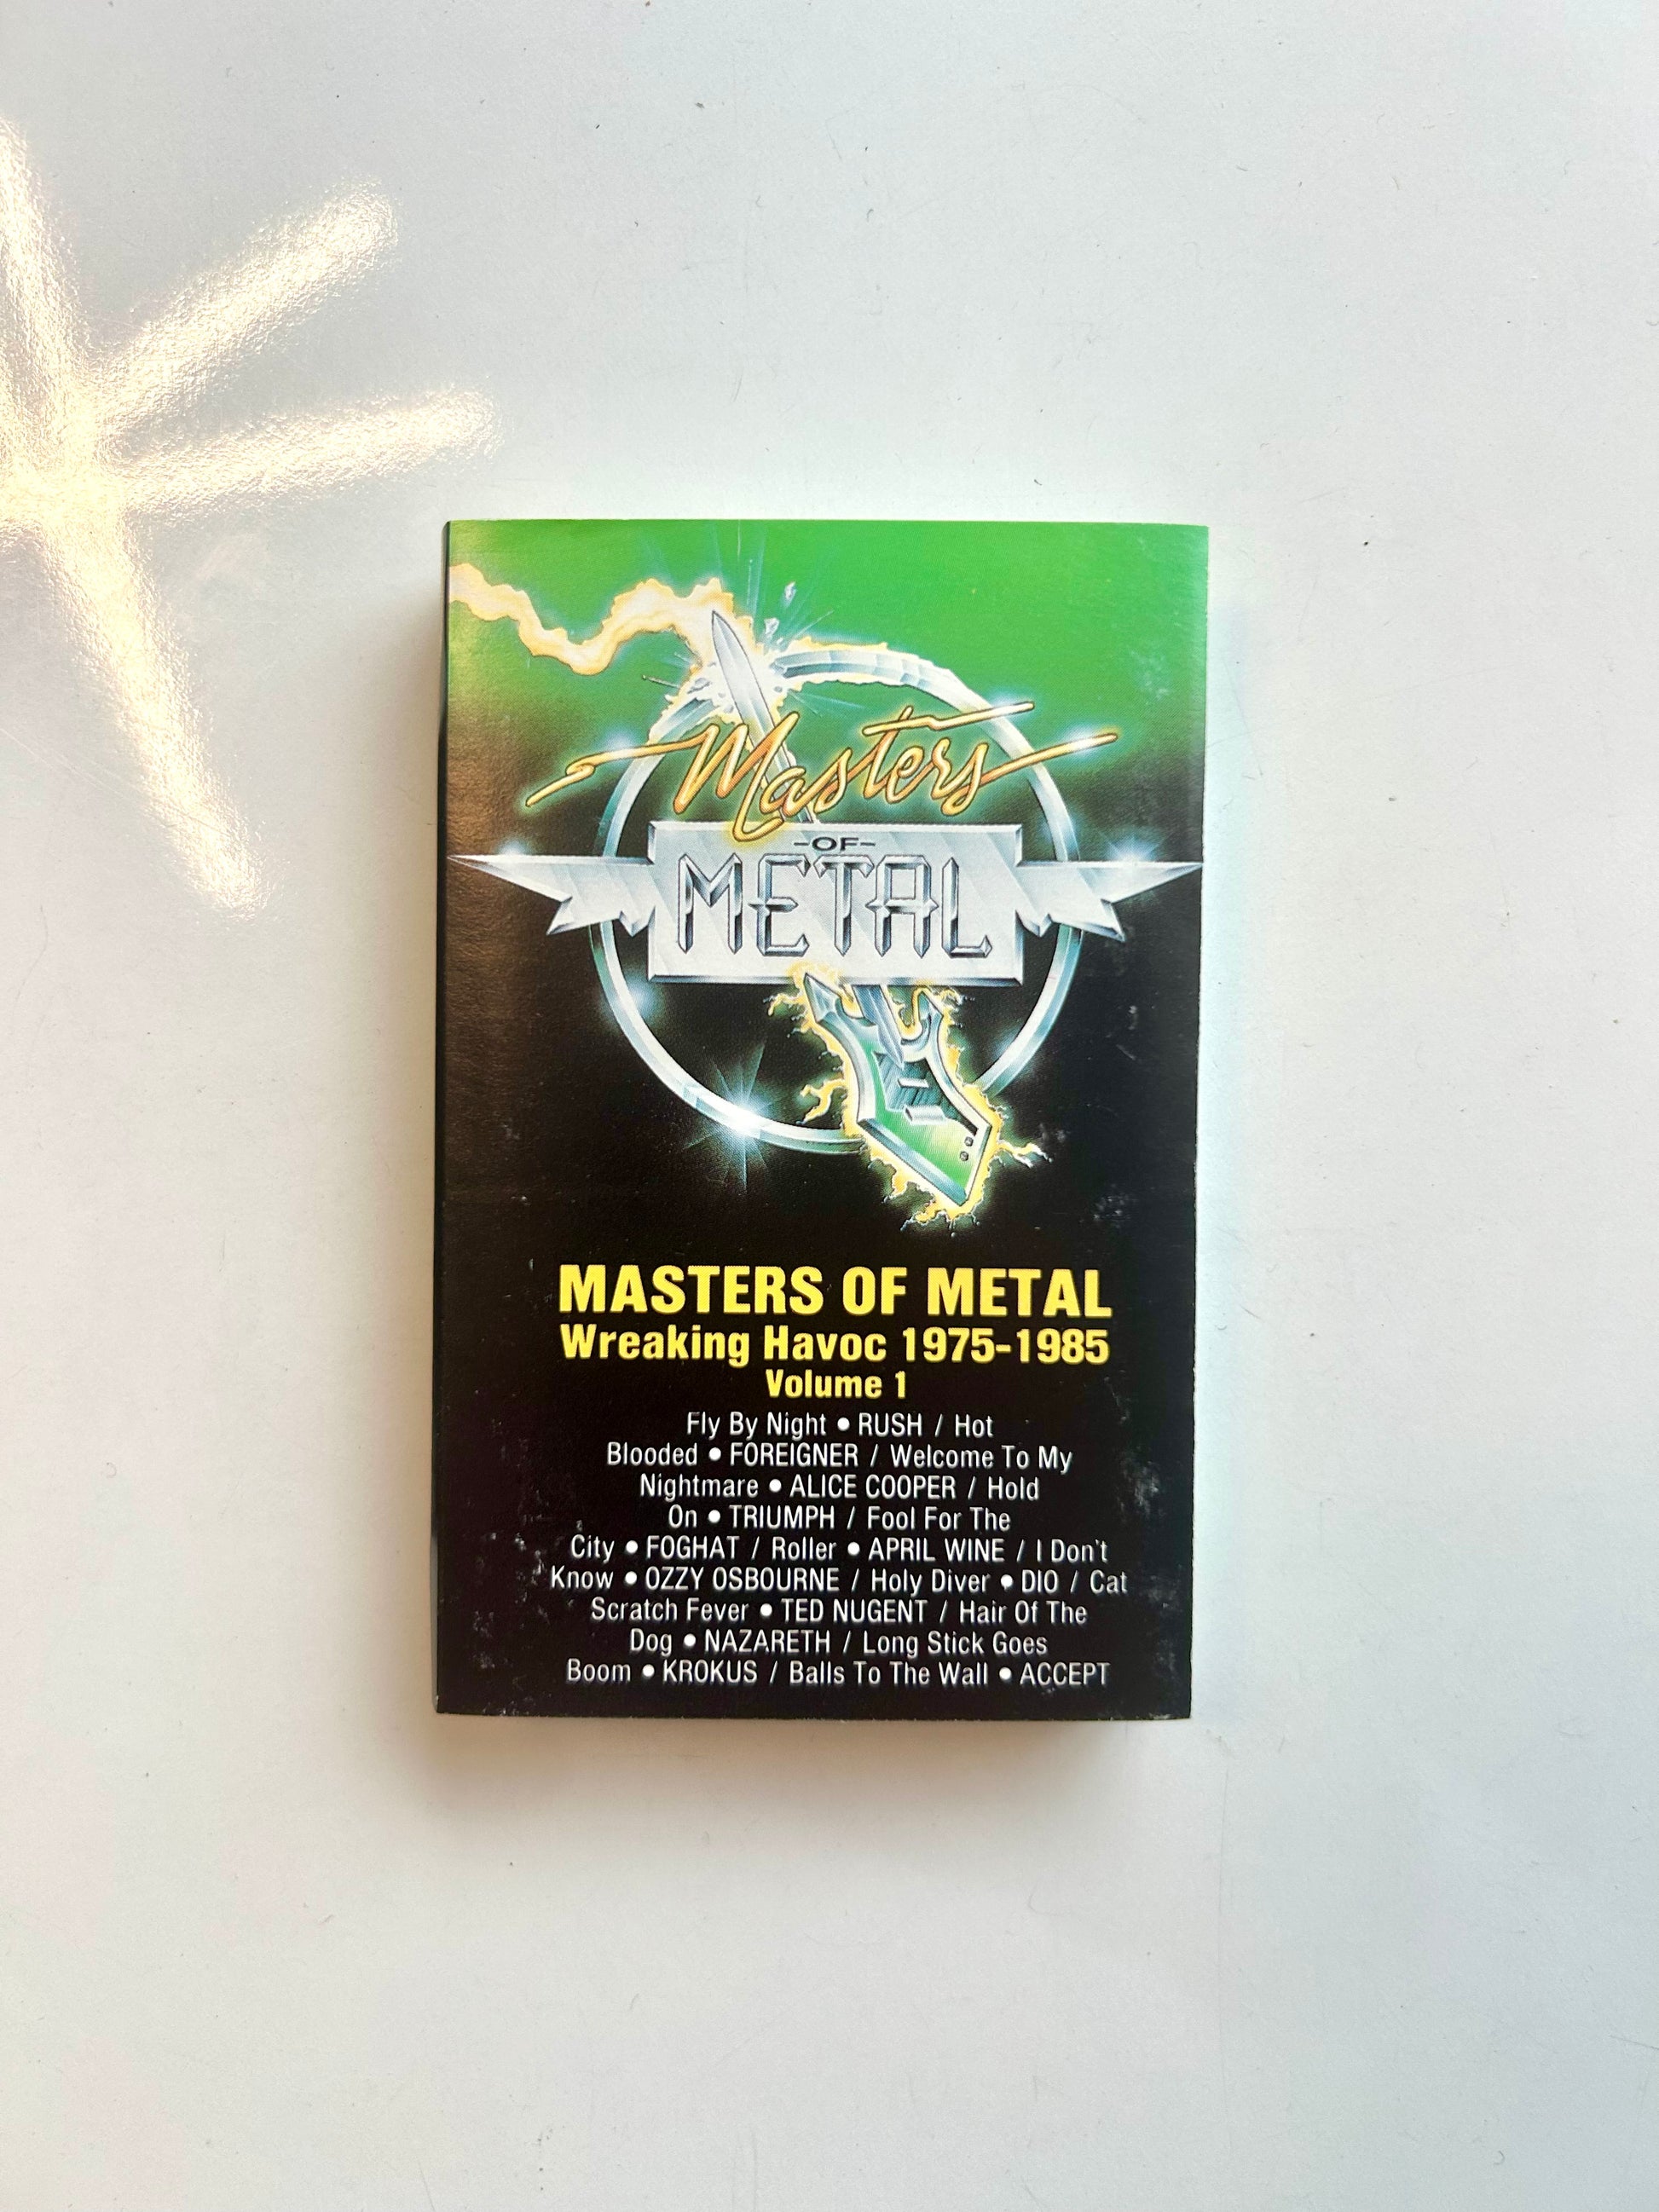 Masters
-OF-
METAL
MASTERS OF METAL
Wreaking Havoc 1975-1985
Volume 1
Fly By Night • RUSH / Hot
Blooded • FOREIGNER / Welcome To My
Nightmare • ALICE COOPER / Hold
On • TRIUMPH / Fool For The
City • FOGHAT / Roller • APRIL WINE / I Don't
Know • OZZY OSBOURNE / Holy Diver • DIO / Cat
Scratch Fever • TED NUGENT / Hair Of The
Dog • NAZARETH / Long Stick Goes
Boom • KROKUS / Balls To The Wall • ACCEPT